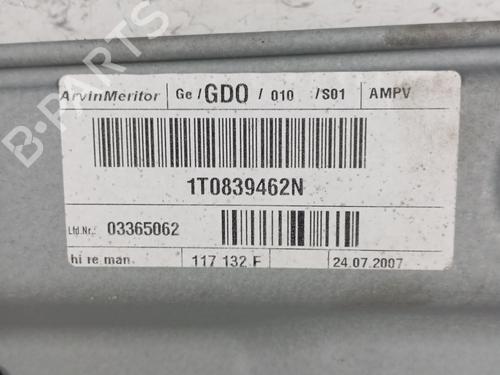 B-PARTS
ArvinMeritor Ge/GDO/010 /S01 AMPV
1T0839462N
Lfd.Nr.: 03365062
hi re man 117 132 F 24.07.2007